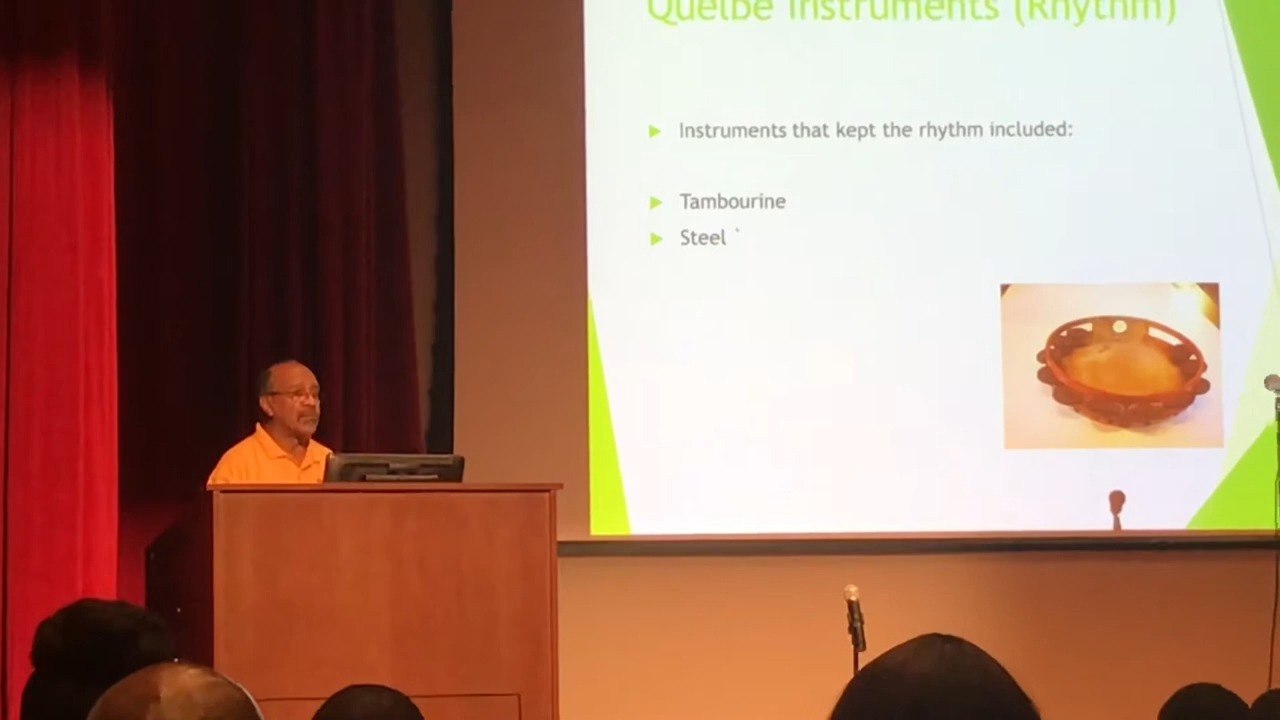 Quelbe Instruments (Rhythm)
Instruments that kept the rhythm included:
Tambourine
Steel `